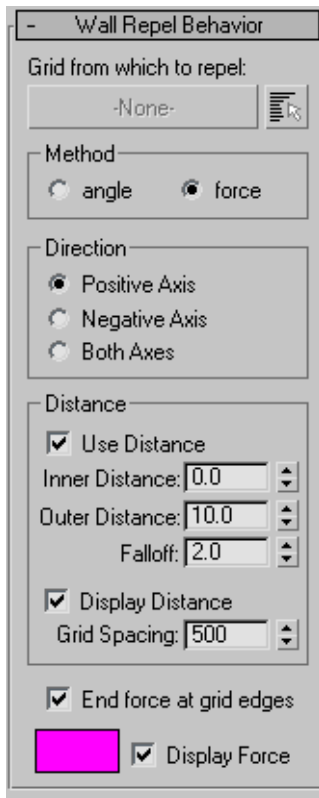 - Wall Repel Behavior
Grid from which to repel:
-None-
Method
angle force
Direction
Positive Axis
Negative Axis
Both Axes
Distance
Use Distance
Inner Distance: 0.0
Outer Distance: 10.0
Falloff: 2.0
Display Distance
Grid Spacing: 500
End force at grid edges
Display Force